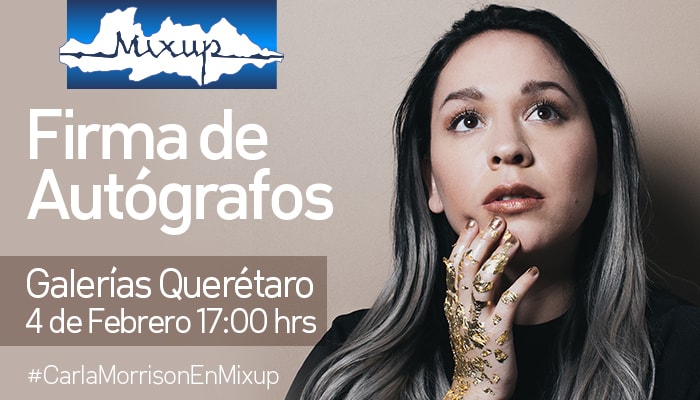 Mixup
Firma de
Autógrafos
Galerías Querétaro
4 de Febrero 17:00 hrs
#CarlaMorrisonEnMixup